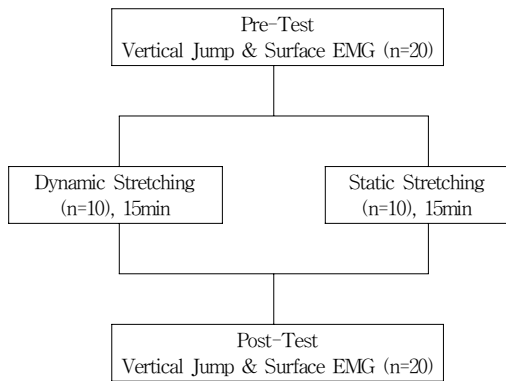 Pre-Test
Vertical Jump & Surface EMG (n=20)
Dynamic Stretching
(n=10), 15min
Static Stretching
(n=10), 15min
Post-Test
Vertical Jump & Surface EMG (n=20)